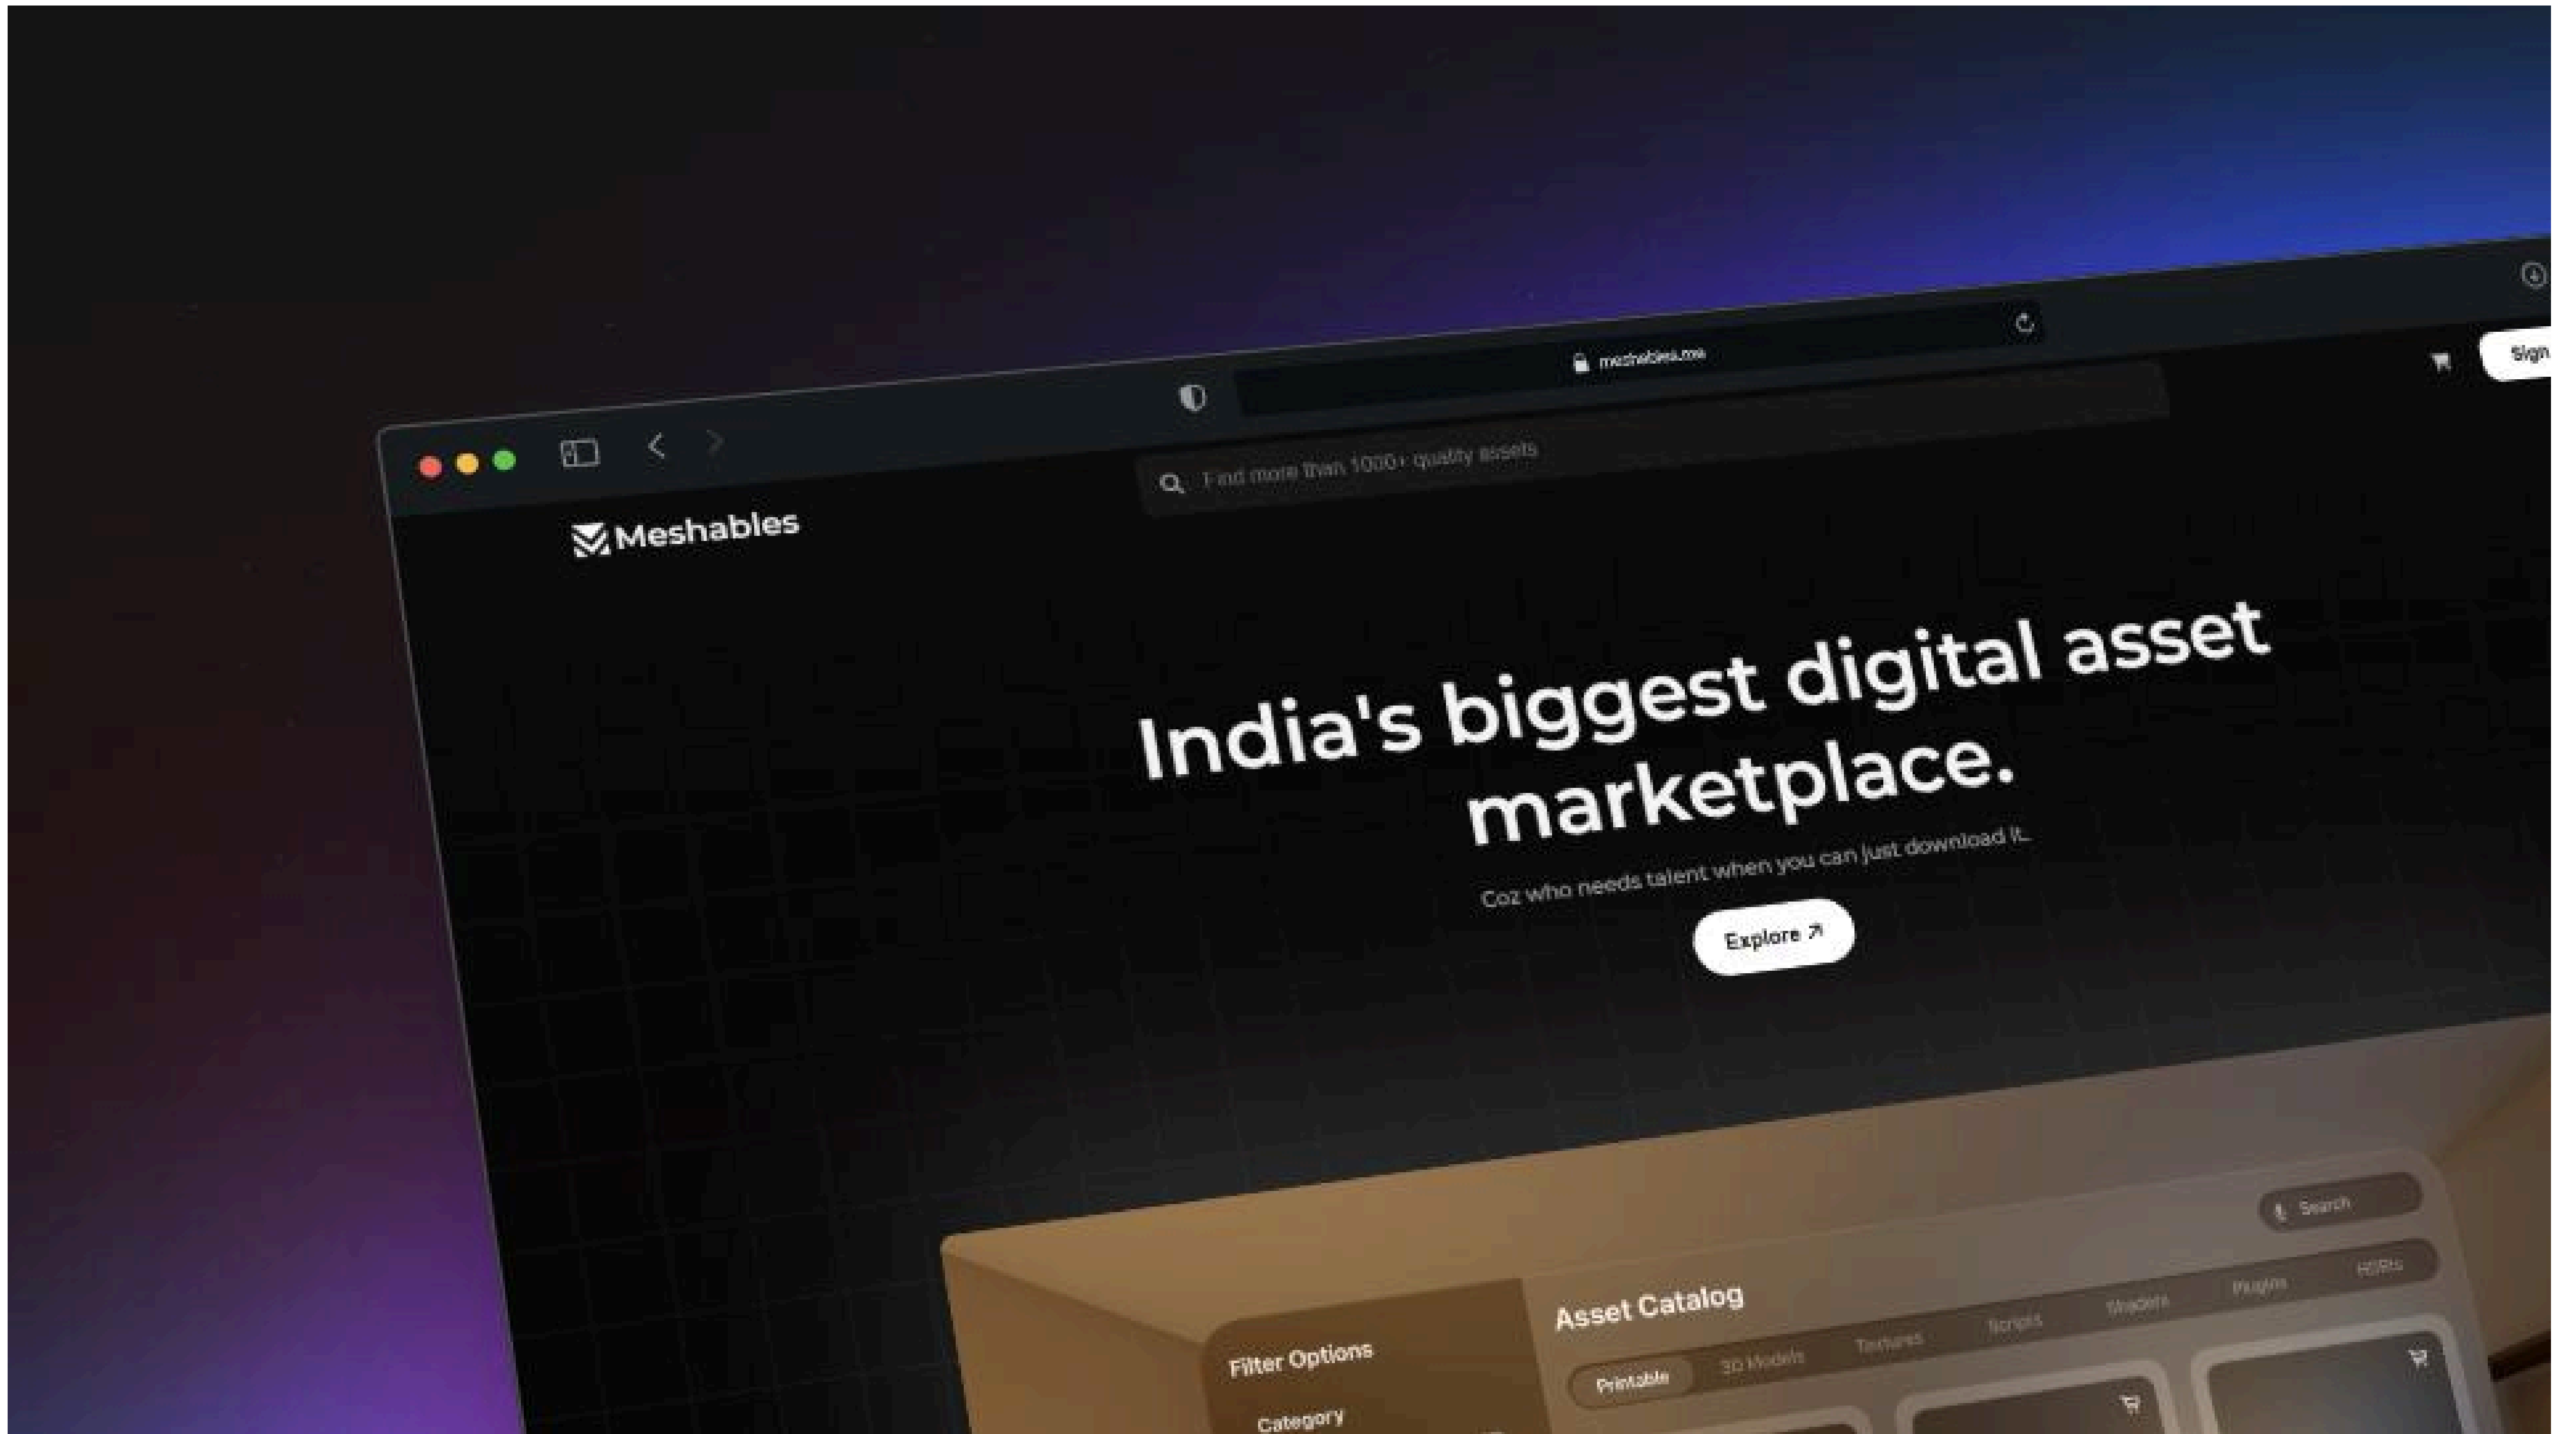 meshables.me
Sign
Find more than 1000+ quality assets
Meshables
India's biggest digital asset
marketplace.
Coz who needs talent when you can just download it..
Explore
Search
Asset Catalog
Printable
3D Models
Textures
Scripts
Shaders
Plugins
HDRIs
Filter Options
Category